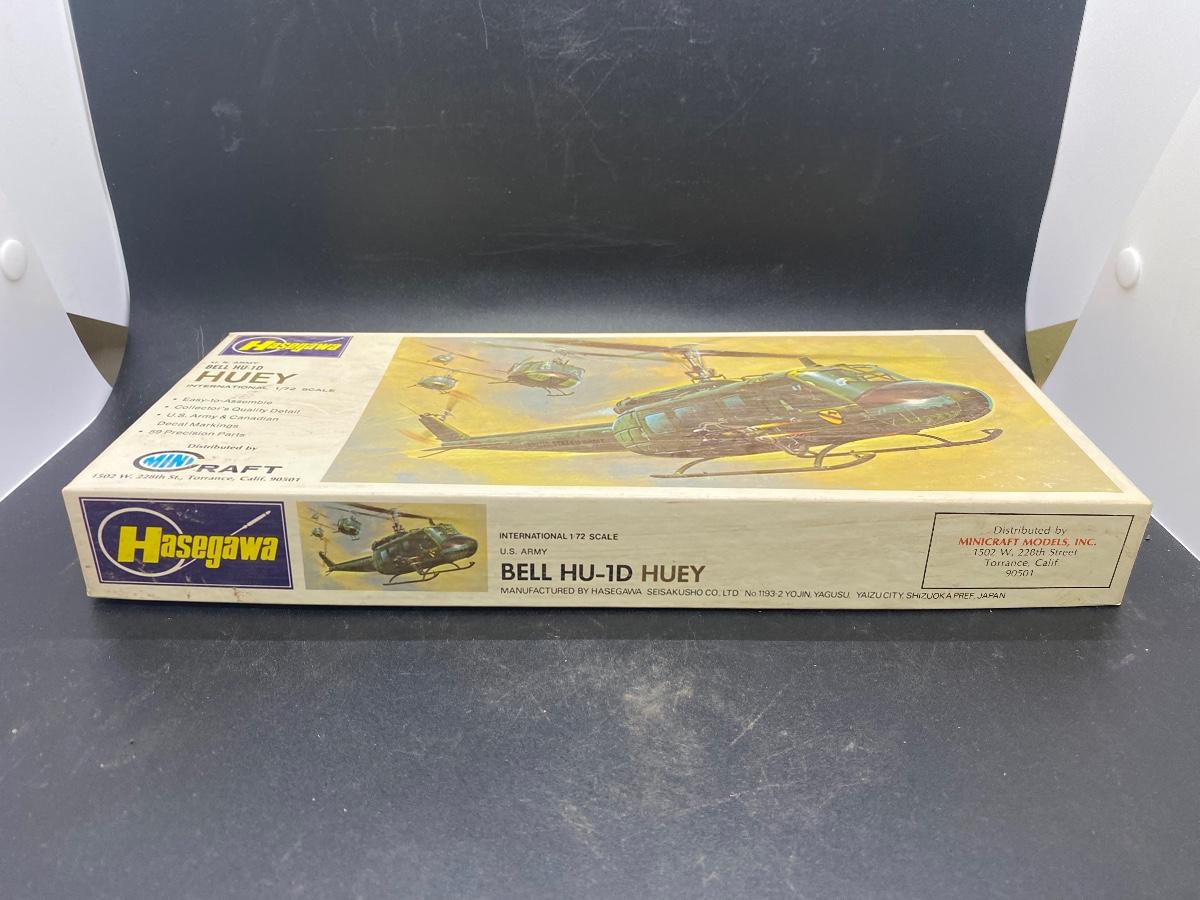 Hasegawa
U.S. ARMY
BELL HU-1D
HUEY
INTERNATIONAL 1/72 SCALE
• Easy-to-Assemble
• Collector's Quality Detail
• U.S. Army & Canadian
Decal Markings
• 59 Precision Parts
Distributed by
MINICRAFT
1502 W. 228th St., Torrance, Calif. 90501
Hasegawa
INTERNATIONAL 1/72 SCALE
U.S. ARMY
BELL HU-1D HUEY
MANUFACTURED BY HASEGAWA SEISAKUSHO CO., LTD No.1193-2 YOJIN, YAGUSU, YAIZU CITY, SHIZUOKA PREF., JAPAN
Distributed by
MINICRAFT MODELS, INC.
1502 W. 228th Street
Torrance, Calif.
90501